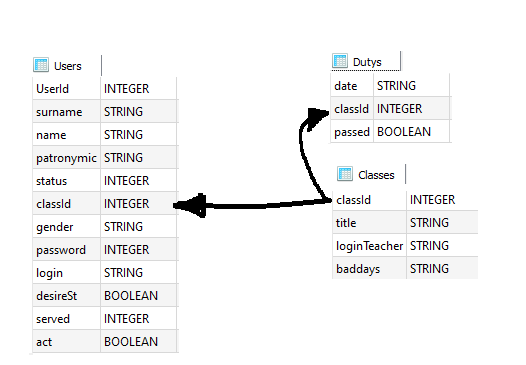 Users
UserId INTEGER
surname STRING
name STRING
patronymic STRING
status INTEGER
classId INTEGER
gender STRING
password INTEGER
login STRING
desireSt BOOLEAN
served INTEGER
act BOOLEAN
Dutys
date STRING
classId INTEGER
passed BOOLEAN
Classes
classId INTEGER
title STRING
loginTeacher STRING
baddays STRING